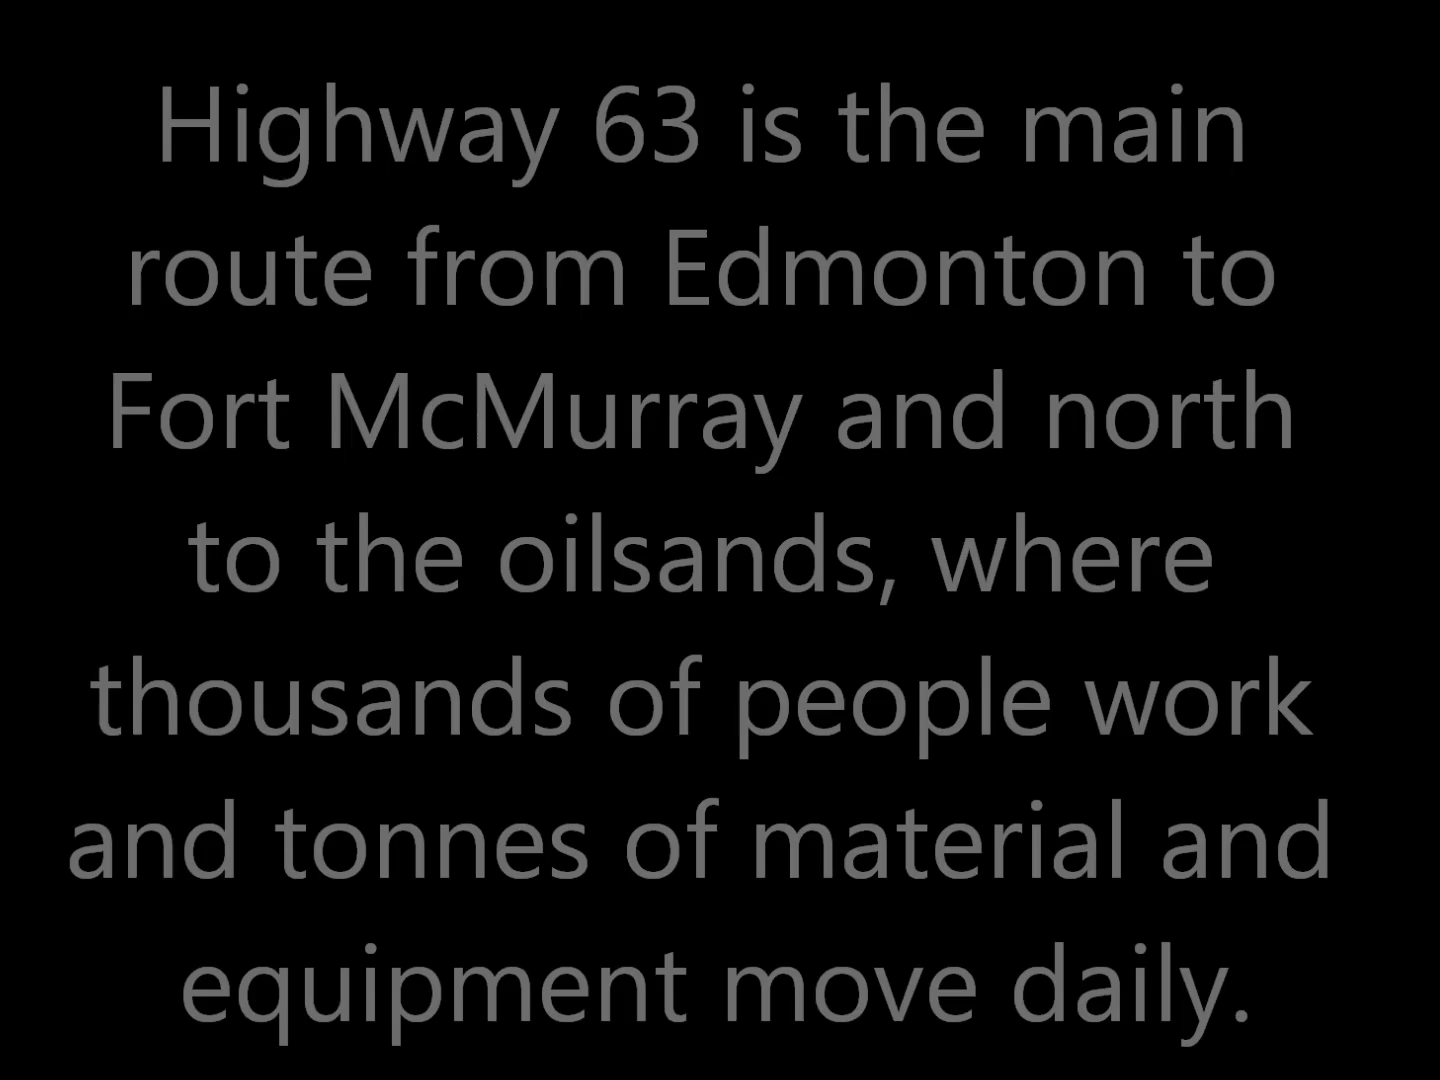 Highway 63 is the main
route from Edmonton to
Fort McMurray and north
to the oilsands, where
thousands of people work
and tonnes of material and
equipment move daily.